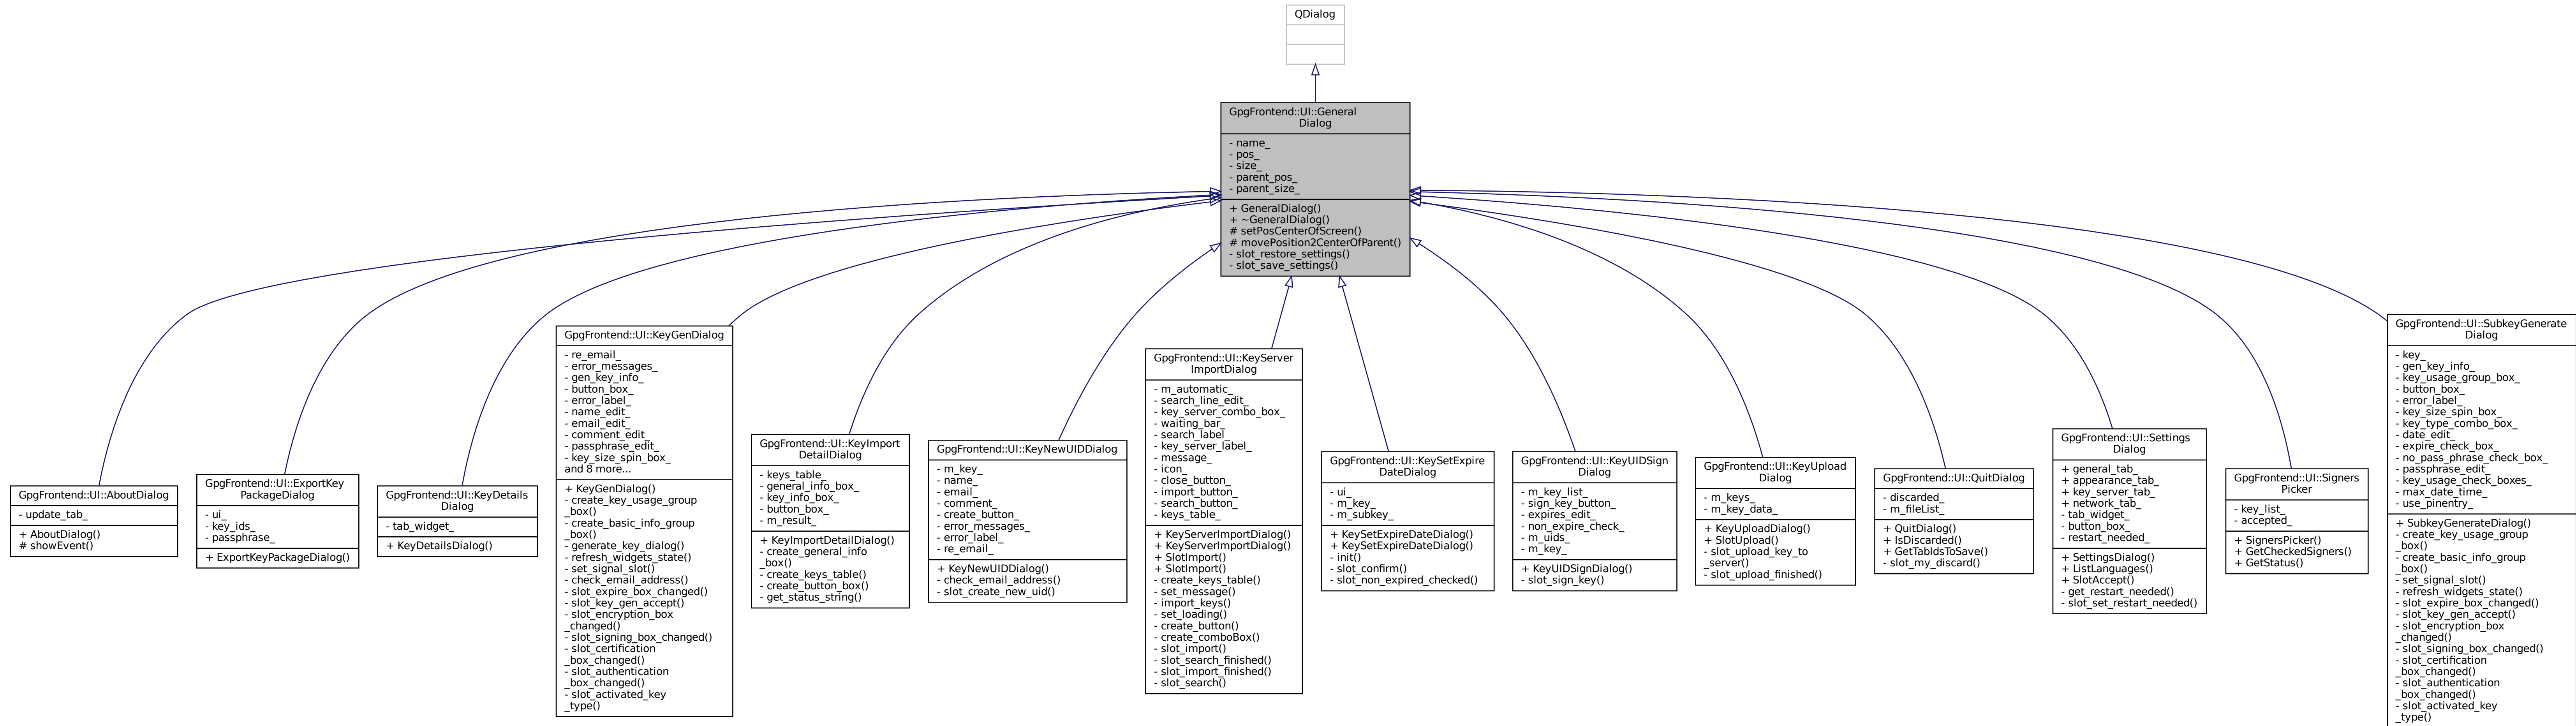 QDialog
GpgFrontend::UI::General
Dialog
- name_
- pos_
- size_
- parent_pos_
- parent_size_
+ GeneralDialog()
+ ~GeneralDialog()
# setPosCenterOfScreen()
# movePosition2CenterOfParent()
- slot_restore_settings()
- slot_save_settings()
GpgFrontend::UI::AboutDialog
- update_tab_
+ AboutDialog()
# showEvent()
GpgFrontend::UI::ExportKey
PackageDialog
- ui_
- key_ids_
- passphrase_
+ ExportKeyPackageDialog()
GpgFrontend::UI::KeyDetails
Dialog
- tab_widget_
+ KeyDetailsDialog()
GpgFrontend::UI::KeyGenDialog
- re_email_
- error_messages_
- gen_key_info_
- button_box_
- error_label_
- name_edit_
- email_edit_
- comment_edit_
- passphrase_edit_
- key_size_spin_box_
and 8 more...
+ KeyGenDialog()
- create_key_usage_group
_box()
- create_basic_info_group
_box()
- generate_key_dialog()
- refresh_widgets_state()
- set_signal_slot()
- check_email_address()
- slot_expire_box_changed()
- slot_key_gen_accept()
- slot_encryption_box
_changed()
- slot_signing_box_changed()
- slot_certification
_box_changed()
- slot_authentication
_box_changed()
- slot_activated_key
_type()
GpgFrontend::UI::KeyImport
DetailDialog
- keys_table_
- general_info_box_
- key_info_box_
- button_box_
- m_result_
+ KeyImportDetailDialog()
- create_general_info
_box()
- create_keys_table()
- create_button_box()
- get_status_string()
GpgFrontend::UI::KeyNewUIDDialog
- m_key_
- name_
- email_
- comment_
- create_button_
- error_messages_
- error_label_
- re_email_
+ KeyNewUIDDialog()
- check_email_address()
- slot_create_new_uid()
GpgFrontend::UI::KeyServer
ImportDialog
- m_automatic_
- search_line_edit_
- key_server_combo_box_
- waiting_bar_
- search_label_
- key_server_label_
- message_
- icon_
- close_button_
- import_button_
- search_button_
- keys_table_
+ KeyServerImportDialog()
+ KeyServerImportDialog()
+ SlotImport()
+ SlotImport()
- create_keys_table()
- set_message()
- import_keys()
- set_loading()
- create_button()
- create_comboBox()
- slot_import()
- slot_search_finished()
- slot_import_finished()
- slot_search()
GpgFrontend::UI::KeySetExpire
DateDialog
- ui_
- m_key_
- m_subkey_
+ KeySetExpireDateDialog()
+ KeySetExpireDateDialog()
- init()
- slot_confirm()
- slot_non_expired_checked()
GpgFrontend::UI::KeyUIDSign
Dialog
- m_key_list_
- sign_key_button_
- expires_edit_
- non_expire_check_
- m_uids_
- m_key_
+ KeyUIDSignDialog()
- slot_sign_key()
GpgFrontend::UI::KeyUpload
Dialog
- m_keys_
- m_key_data_
+ KeyUploadDialog()
+ SlotUpload()
- slot_upload_key_to
_server()
- slot_upload_finished()
GpgFrontend::UI::QuitDialog
- discarded_
- m_fileList_
+ QuitDialog()
+ IsDiscarded()
+ GetTabIdsToSave()
- slot_my_discard()
GpgFrontend::UI::Settings
Dialog
+ general_tab_
+ appearance_tab_
+ key_server_tab_
+ network_tab_
- tab_widget_
- button_box_
- restart_needed_
+ SettingsDialog()
+ ListLanguages()
+ SlotAccept()
- get_restart_needed()
- slot_set_restart_needed()
GpgFrontend::UI::Signers
Picker
- key_list_
- accepted_
+ SignersPicker()
+ GetCheckedSigners()
+ GetStatus()
GpgFrontend::UI::SubkeyGenerate
Dialog
- key_
- gen_key_info_
- key_usage_group_box_
- button_box_
- error_label_
- key_size_spin_box_
- key_type_combo_box_
- date_edit_
- expire_check_box_
- no_pass_phrase_check_box_
- passphrase_edit_
- key_usage_check_boxes_
- max_date_time_
- use_pinentry_
+ SubkeyGenerateDialog()
- create_key_usage_group
_box()
- create_basic_info_group
_box()
- set_signal_slot()
- refresh_widgets_state()
- slot_expire_box_changed()
- slot_key_gen_accept()
- slot_encryption_box
_changed()
- slot_signing_box_changed()
- slot_certification
_box_changed()
- slot_authentication
_box_changed()
- slot_activated_key
_type()